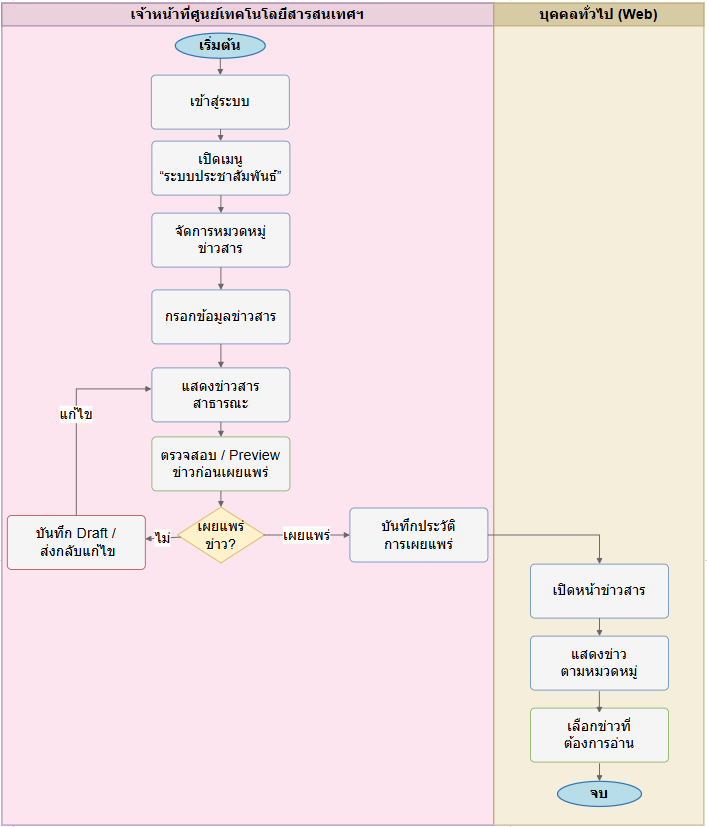 เจ้าหน้าที่ศูนย์เทคโนโลยีสารสนเทศฯ
บุคคลทั่วไป (Web)
เริ่มต้น
เข้าสู่ระบบ
เปิดเมนู
“ระบบประชาสัมพันธ์”
จัดการหมวดหมู่
ข่าวสาร
กรอกข้อมูลข่าวสาร
แสดงข่าวสาร
สาธารณะ
แก้ไข
ตรวจสอบ / Preview
ข่าวก่อนเผยแพร่
บันทึก Draft /
ส่งกลับแก้ไข
ไม่
เผยแพร่
ข่าว?
เผยแพร่
บันทึกประวัติ
การเผยแพร่
เปิดหน้าข่าวสาร
แสดงข่าว
ตามหมวดหมู่
เลือกข่าวที่
ต้องการอ่าน
จบ